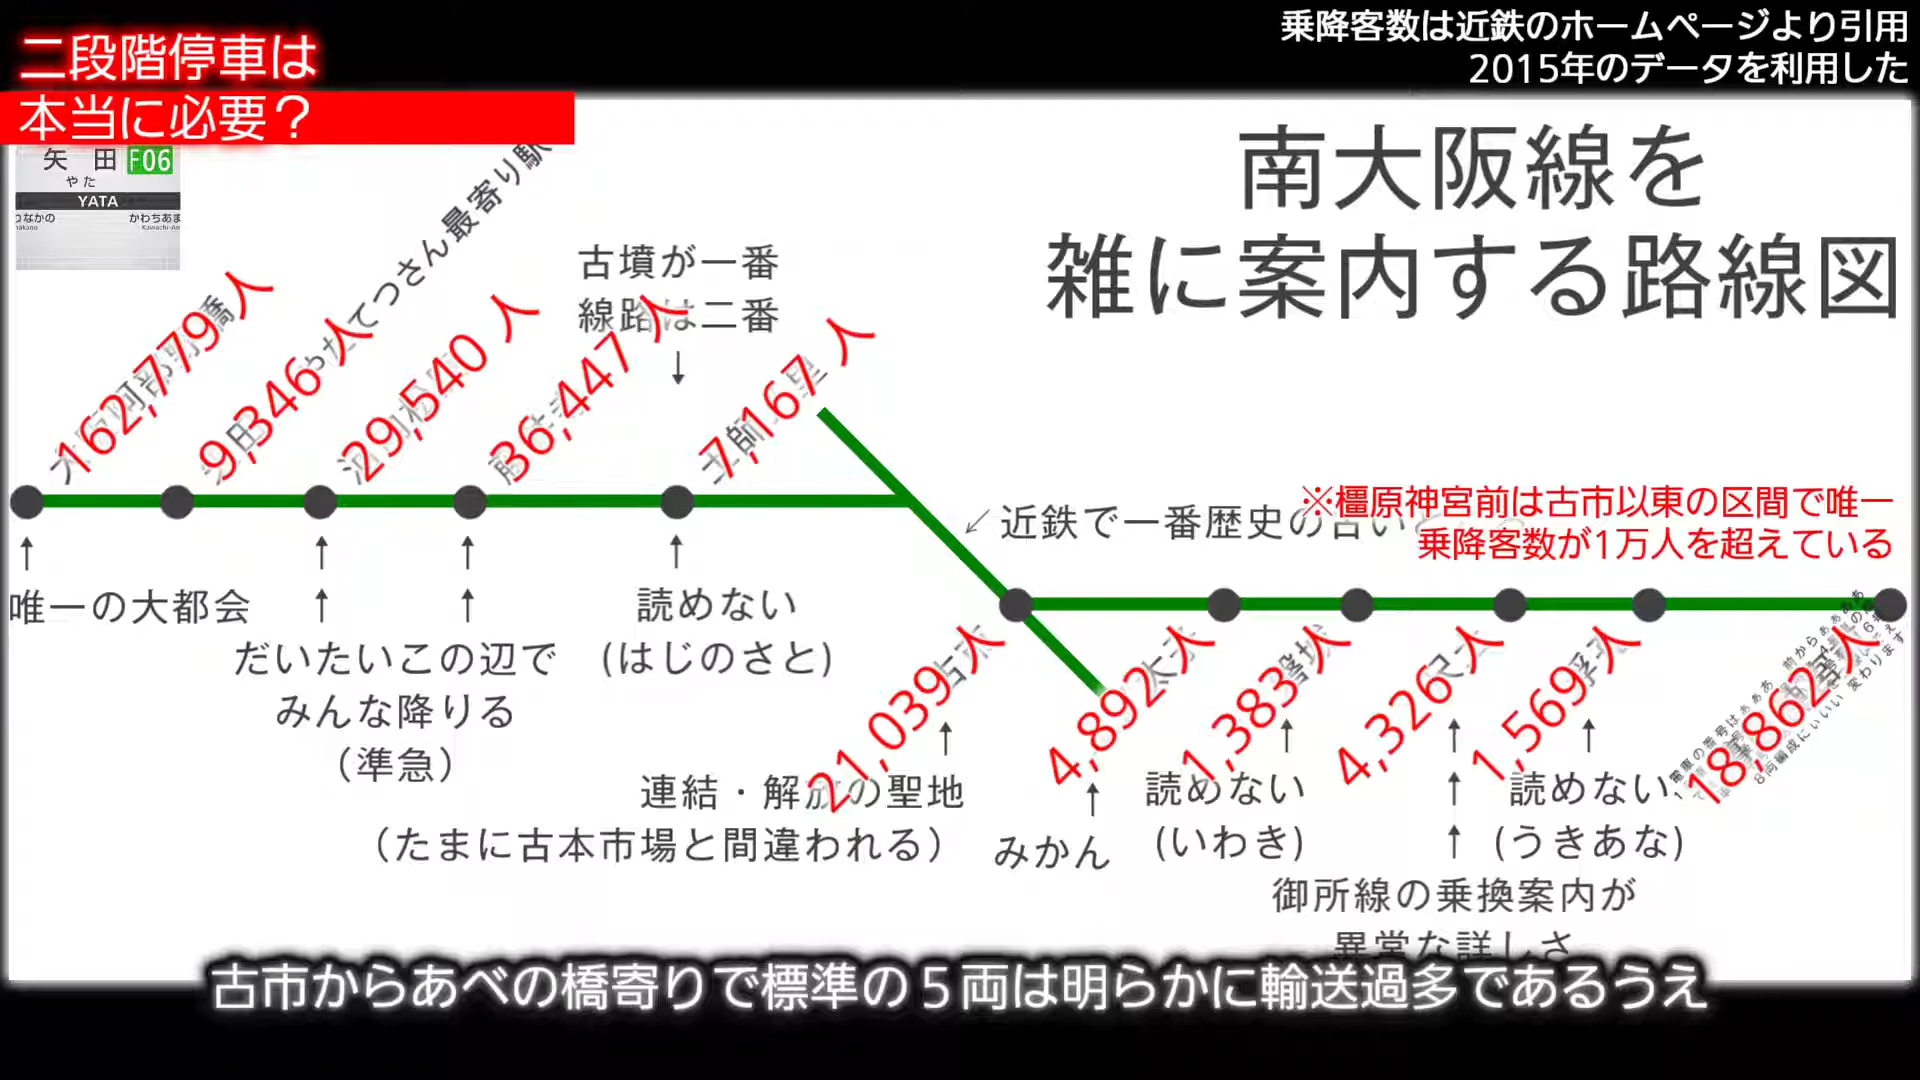 二段階停車は
本当に必要？
乗降客数は近鉄のホームページより引用
2015年のデータを利用した
矢田 F06
やた
YATA
かわちあま
南大阪線を
雑に案内する路線図
てつさん最寄り駅
古墳が一番
線路は二番
↓
162,779人
9,346人
29,540人
36,447人
7,167人
↙近鉄で一番歴史の古い
※橿原神宮前は古市以東の区間で唯一
乗降客数が1万人を超えている
↑
唯一の大都会
↑ ↑
↑ ↑
だいたいこの辺で
みんな降りる
（準急）
↑
読めない
(はじのさと)
21,039人
4,892人
1,383人
4,326人
1,569人
18,862人
↑
連結・解放の聖地
（たまに古本市場と間違われる）
↑
みかん
↑
読めない
(いわき)
↑
↑
↑
御所線の乗換案内が
異常な詳しさ
↑
読めない
(うきあな)
古市からあべの橋寄りで標準の５両は明らかに輸送過多であるうえ